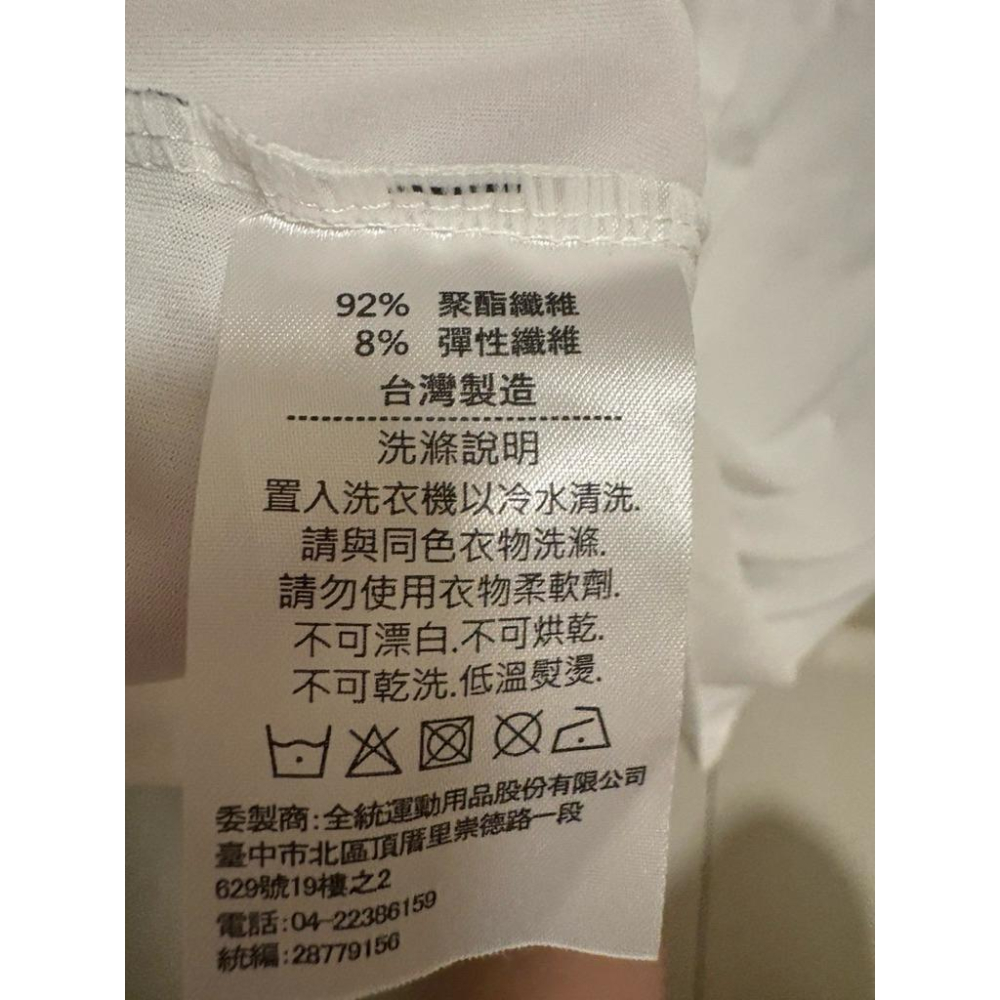 92% 聚酯纖維
8% 彈性纖維
台灣製造
洗滌說明
置入洗衣機以冷水清洗.
請與同色衣物洗滌.
請勿使用衣物柔軟劑.
不可漂白.不可烘乾.
不可乾洗.低溫熨燙.
委製商:全統運動用品股份有限公司
臺中市北區頂厝里崇德路一段
629號19樓之2
電話:04-22386159
統編:28779156